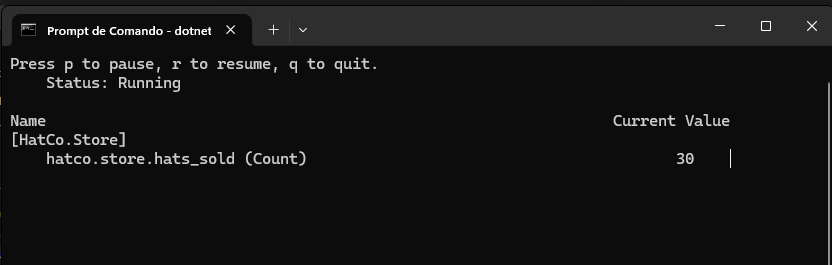 Prompt de Comando - dotnet
Press p to pause, r to resume, q to quit.
Status: Running
Name Current Value
[HatCo.Store]
hatco.store.hats_sold (Count) 30